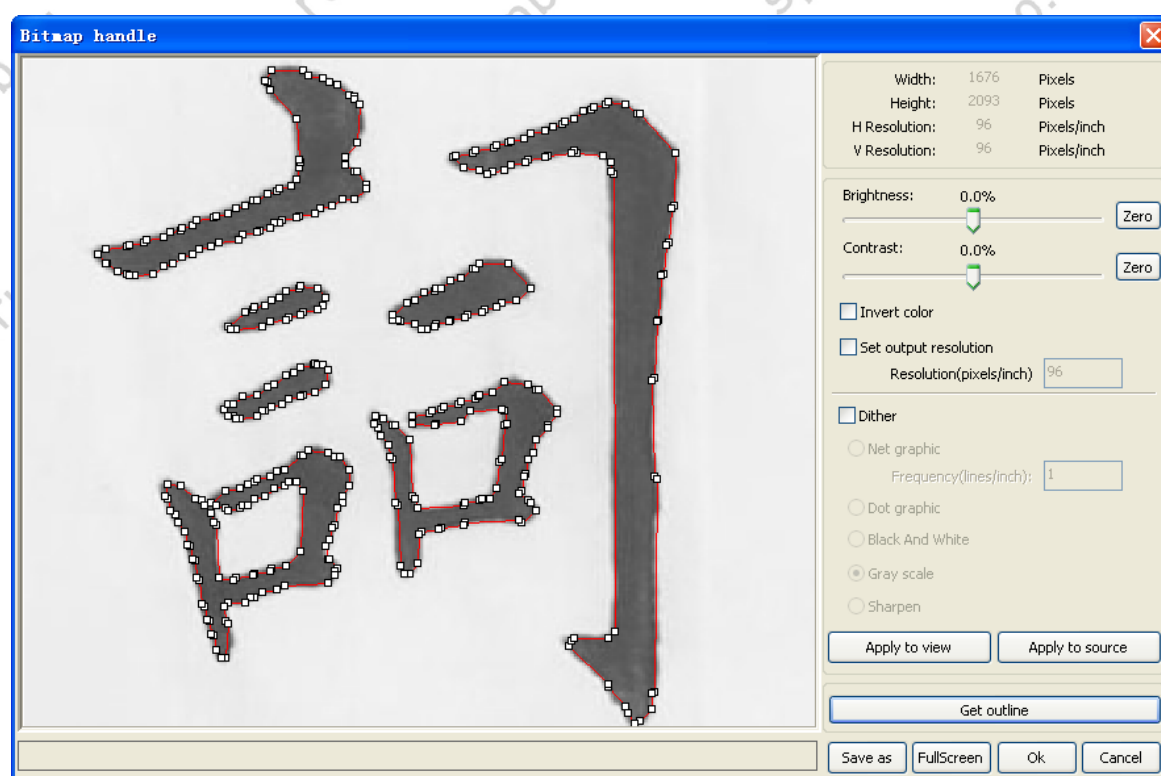 Bitmap handle
詞
Width: 1676 Pixels
Height: 2093 Pixels
H Resolution: 96 Pixels/inch
V Resolution: 96 Pixels/inch
Brightness: 0.0% Zero
Contrast: 0.0% Zero
Invert color
Set output resolution
Resolution(pixels/inch) 96
Dither
Net graphic
Frequency(lines/inch): 1
Dot graphic
Black And White
Gray scale
Sharpen
Apply to view Apply to source
Get outline
Save as FullScreen Ok Cancel